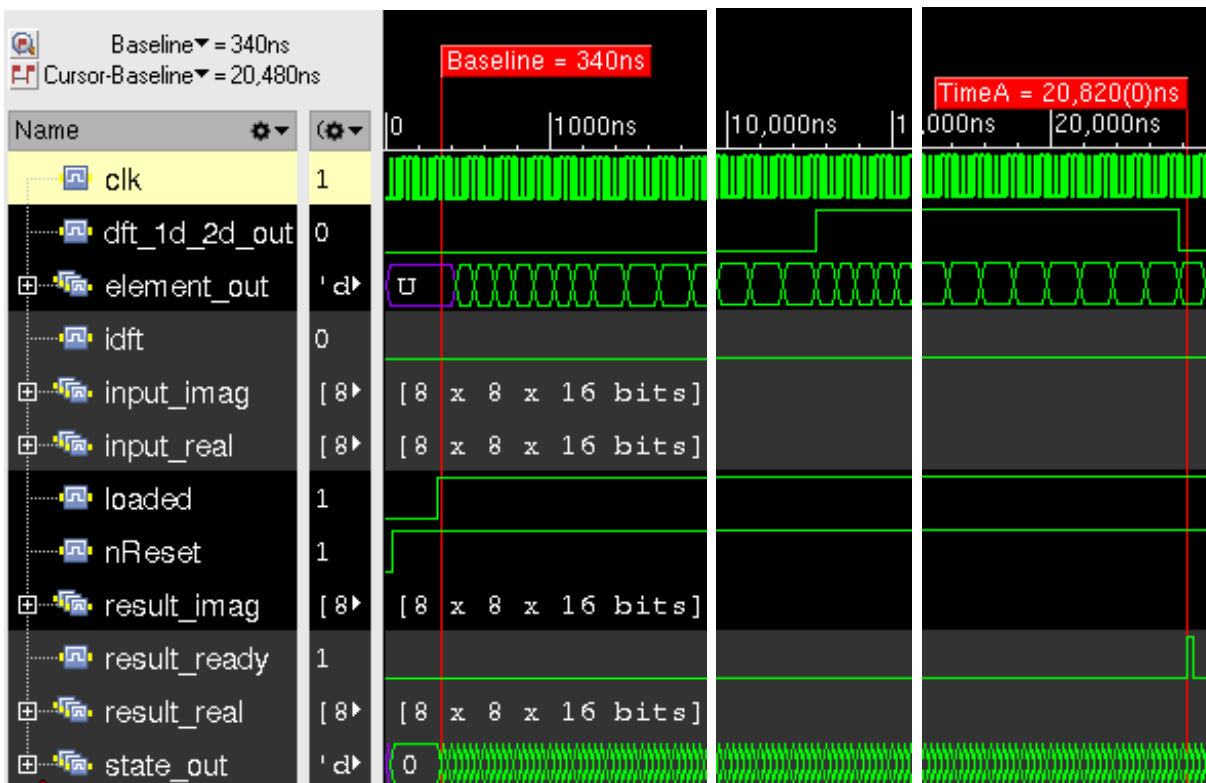 Baseline▾ = 340ns
Cursor-Baseline▾ = 20,480ns
Baseline = 340ns
TimeA = 20,820(0)ns
Name
0 1000ns 10,000ns 1 ,000ns 20,000ns
clk 1
dft_1d_2d_out 0
element_out 'd U
idft 0
input_imag [8 [8 x 8 x 16 bits]
input_real [8 [8 x 8 x 16 bits]
loaded 1
nReset 1
result_imag [8 [8 x 8 x 16 bits]
result_ready 1
result_real [8 [8 x 8 x 16 bits]
state_out 'd 0